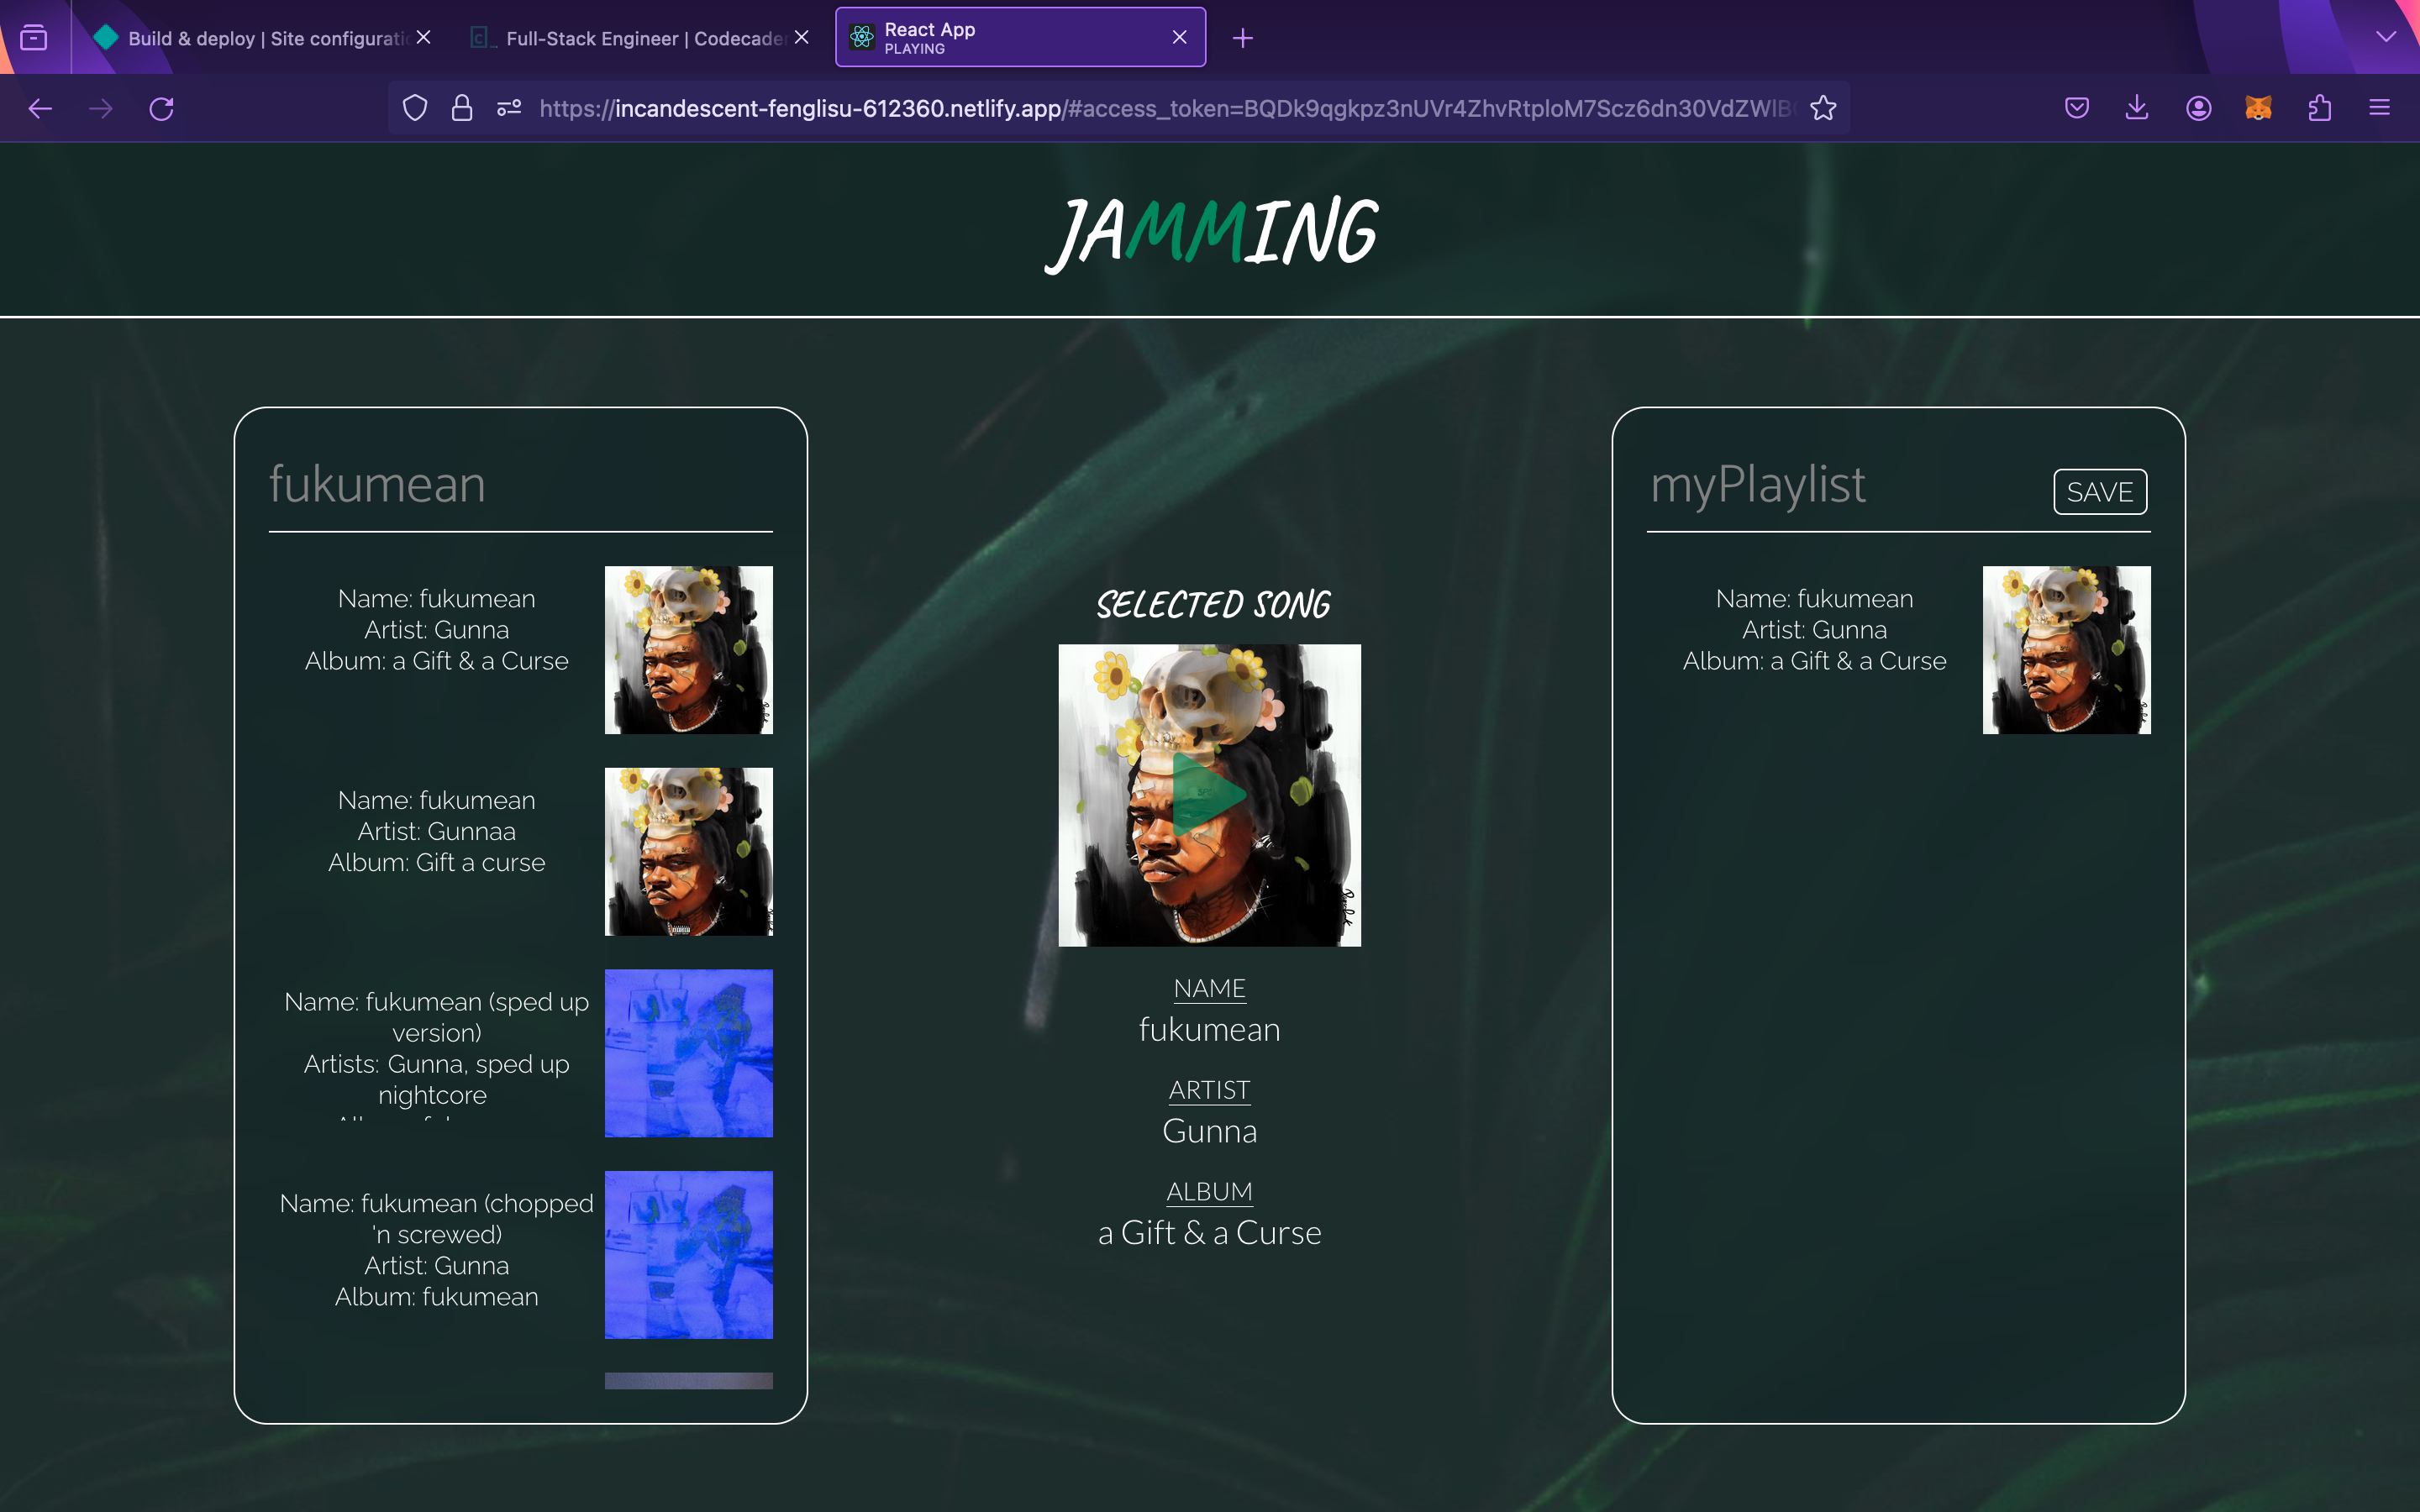 Build & deploy | Site configurati
Full-Stack Engineer | Codecade
React App
PLAYING
https://incandescent-fenglisu-612360.netlify.app/#access_token=BQDk9qgkpz3nUVr4ZhvRtploM7Scz6dn30VdZWlB
JAMMING
fukumean
Name: fukumean
Artist: Gunna
Album: a Gift & a Curse
Name: fukumean
Artist: Gunnaa
Album: Gift a curse
Name: fukumean (sped up
version)
Artists: Gunna, sped up
nightcore
Name: fukumean (chopped
'n screwed)
Artist: Gunna
Album: fukumean
SELECTED SONG
NAME
fukumean
ARTIST
Gunna
ALBUM
a Gift & a Curse
myPlaylist
SAVE
Name: fukumean
Artist: Gunna
Album: a Gift & a Curse